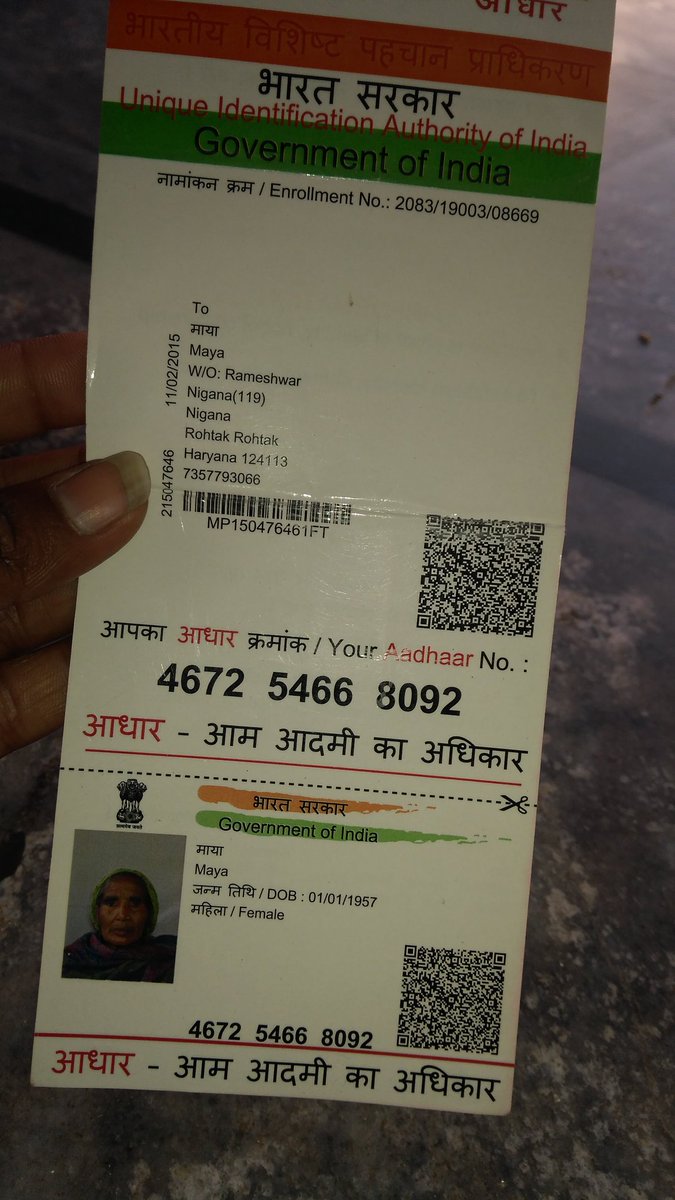 आधार
भारतीय विशिष्ट पहचान प्राधिकरण
भारत सरकार
Unique Identification Authority of India
Government of India
नामांकन क्रम / Enrollment No.: 2083/19003/08669
To
माया
Maya
W/O: Rameshwar
Nigana(119)
Nigana
Rohtak Rohtak
Haryana 124113
7357793066
11/02/2015
215047646
MP150476461FT
आपका आधार क्रमांक / Your Aadhaar No. :
4672 5466 8092
आधार - आम आदमी का अधिकार
भारत सरकार
Government of India
माया
Maya
जन्म तिथि / DOB : 01/01/1957
महिला / Female
4672 5466 8092
आधार - आम आदमी का अधिकार